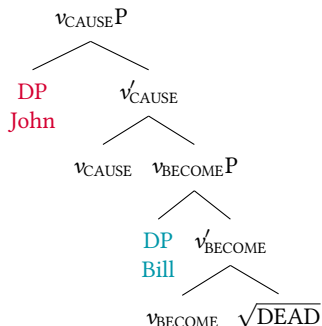 vCAUSEP
DP v′CAUSE
John
vCAUSE vBECOMEP
DP v′BECOME
Bill
vBECOME √DEAD